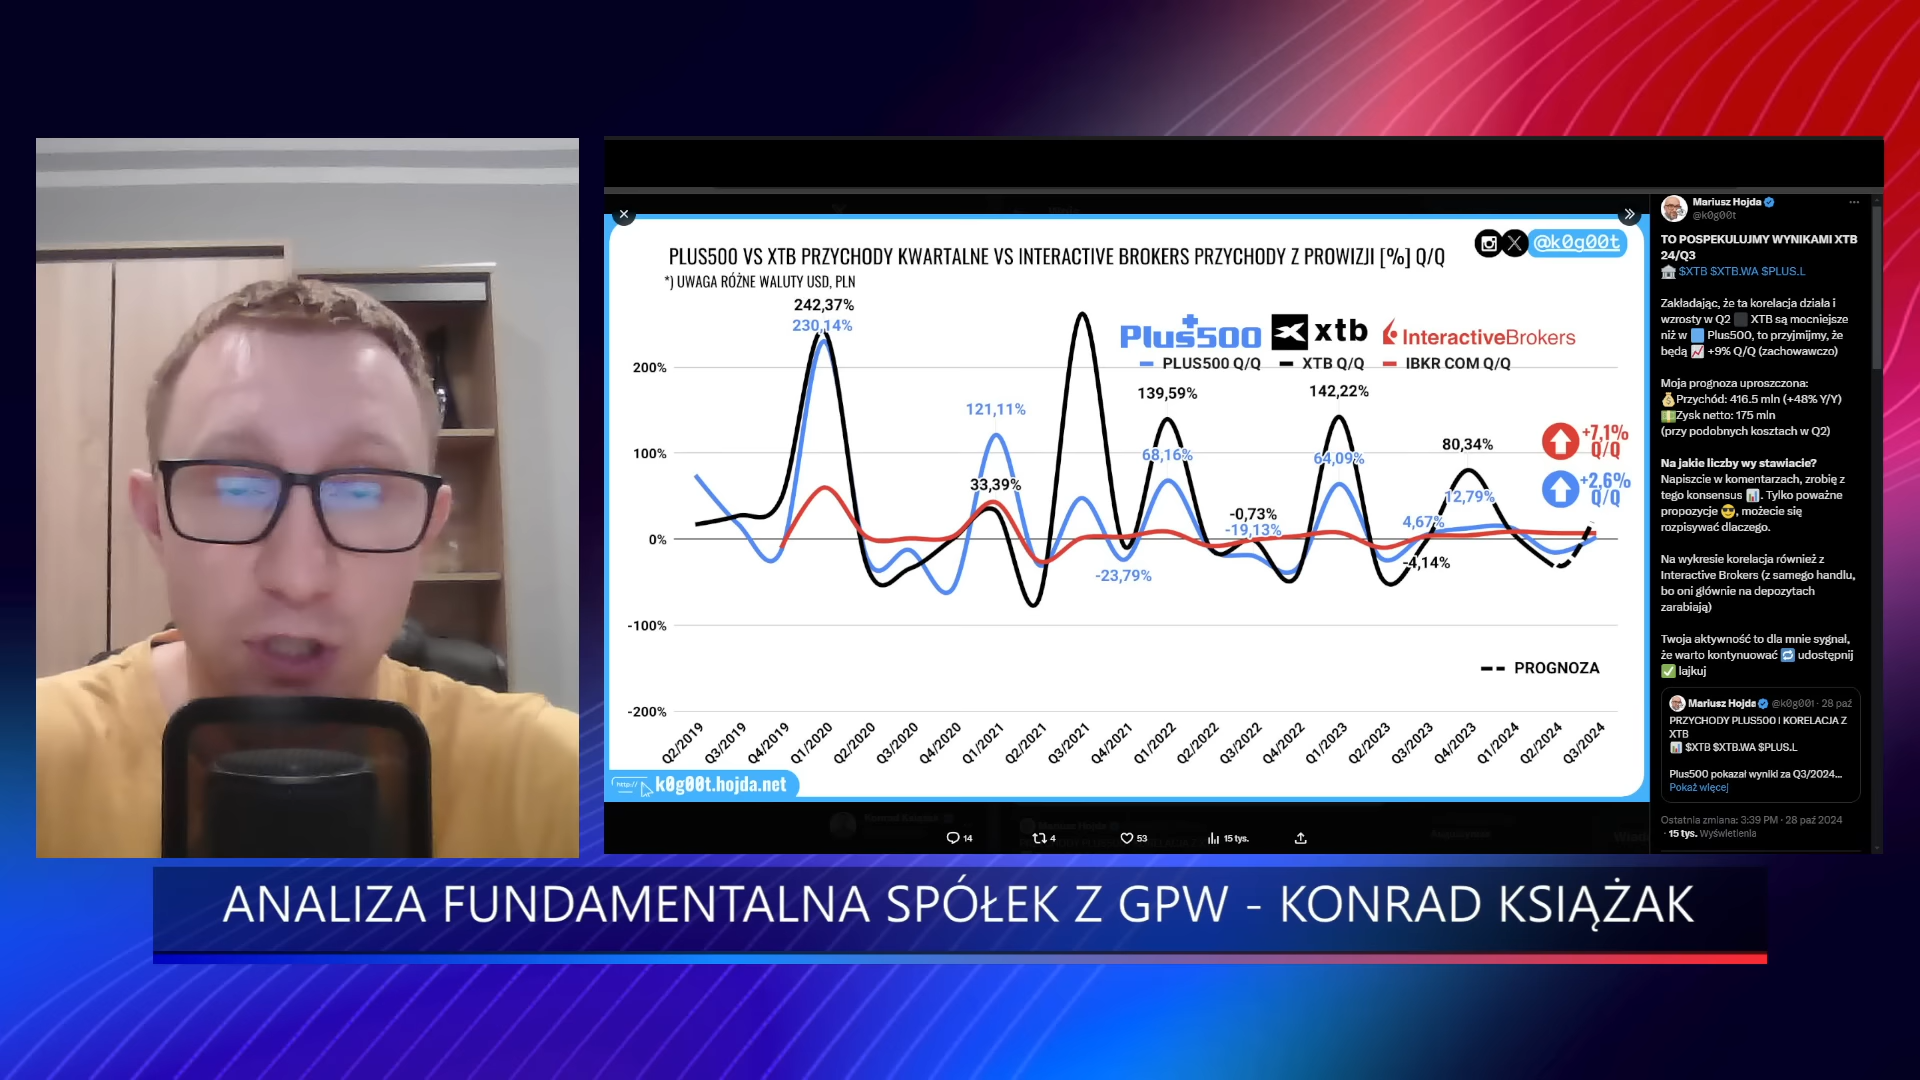 PLUS500 VS XTB PRZYCHODY KWARTALNE VS INTERACTIVE BROKERS PRZYCHODY Z PROWIZJI [%] Q/Q
@k0g00t
*) UWAGA RÓŻNE WALUTY USD, PLN
Plus500
xtb
InteractiveBrokers
PLUS500 Q/Q
XTB Q/Q
IBKR COM Q/Q
242,37%
230,14%
121,11%
33,39%
-23,79%
139,59%
68,16%
-0,73%
-19,13%
142,22%
64,09%
4,67%
-4,14%
80,34%
12,79%
+7,1%
Q/Q
+2,6%
Q/Q
200%
100%
0%
-100%
-200%
PROGNOZA
Q2/2019
Q3/2019
Q4/2019
Q1/2020
Q2/2020
Q3/2020
Q4/2020
Q1/2021
Q2/2021
Q3/2021
Q4/2021
Q1/2022
Q2/2022
Q3/2022
Q4/2022
Q1/2023
Q2/2023
Q3/2023
Q4/2023
Q1/2024
Q2/2024
Q3/2024
http://
k0g00t.hojda.net
14
4
53
15 tys.
Mariusz Hojda
@k0g00t
TO POSPEKULUJMY WYNIKAMI XTB
24/Q3
🏛️ $XTB $XTB.WA $PLUS.L
Zakładając, że ta korelacja działa i
wzrosty w Q2 ⬛ XTB są mocniejsze
niż w 🟦 Plus500, to przyjmijmy, że
będą 📈 +9% Q/Q (zachowawczo)
Moja prognoza uproszczona:
💰Przychód: 416.5 mln (+48% Y/Y)
💵Zysk netto: 175 mln
(przy podobnych kosztach w Q2)
Na jakie liczby wy stawiacie?
Napiszcie w komentarzach, zrobię z
tego konsensus 📊. Tylko poważne
propozycje 😎, możecie się
rozpisywać dlaczego.
Na wykresie korelacja również z
Interactive Brokers (z samego handlu,
bo oni głównie na depozytach
zarabiają)
Twoja aktywność to dla mnie sygnał,
że warto kontynuować 🔁 udostępnij
✅ lajkuj
Mariusz Hojda @k0g00t · 28 paź
PRZYCHODY PLUS500 I KORELACJA Z
XTB
📊 $XTB $XTB.WA $PLUS.L
Plus500 pokazał wyniki za Q3/2024...
Pokaż więcej
Ostatnia zmiana: 3:39 PM · 28 paź 2024
· 15 tys. Wyświetlenia
ANALIZA FUNDAMENTALNA SPÓŁEK Z GPW - KONRAD KSIĄŻAK